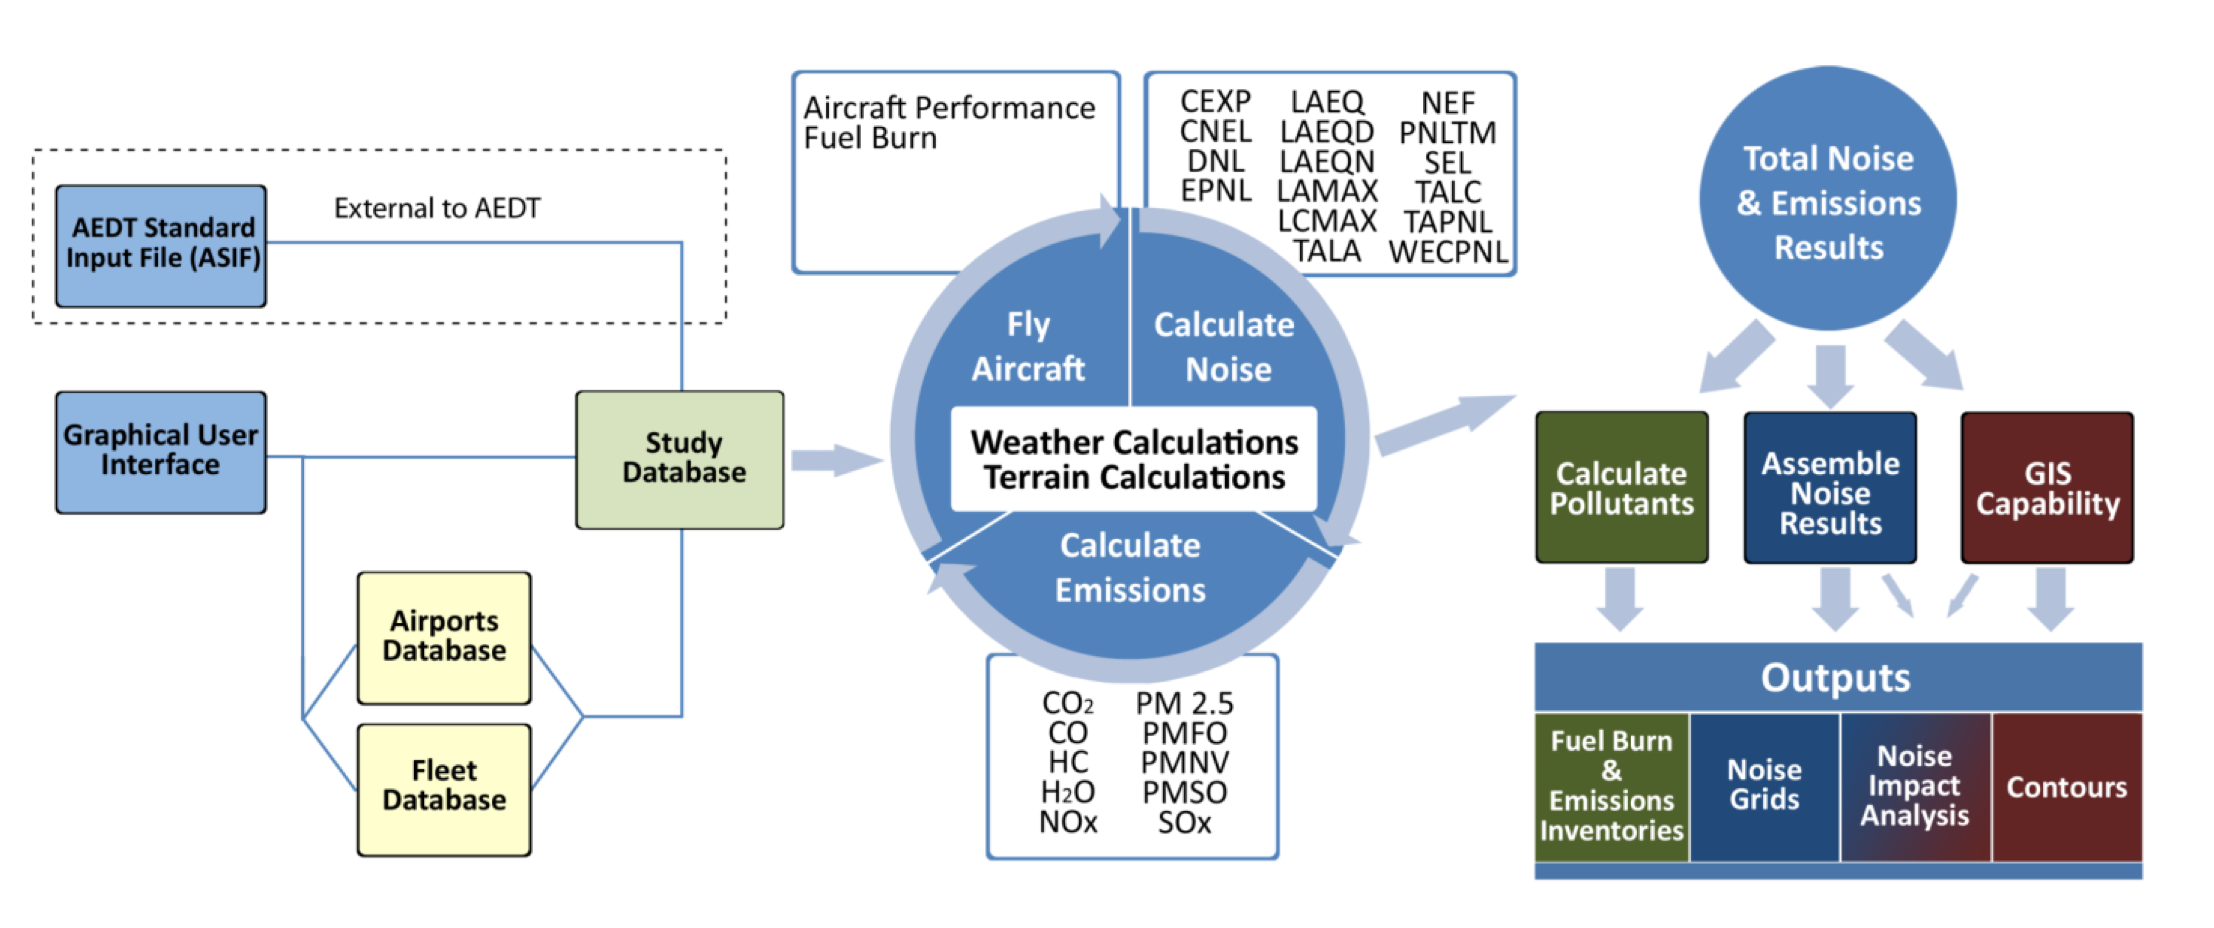 External to AEDT
AEDT Standard
Input File (ASIF)
Graphical User
Interface
Study
Database
Airports
Database
Fleet
Database
Aircraft Performance
Fuel Burn
CEXP LAEQ NEF
CNEL LAEQD PNLTM
DNL LAEQN SEL
EPNL LAMAX TALC
LCMAX TAPNL
TALA WECPNL
Fly
Aircraft
Calculate
Noise
Weather Calculations
Terrain Calculations
Calculate
Emissions
CO₂ PM 2.5
CO PMFO
HC PMNV
H₂O PMSO
NOx SOx
Total Noise
& Emissions
Results
Calculate
Pollutants
Assemble
Noise
Results
GIS
Capability
Outputs
Fuel Burn
&
Emissions
Inventories
Noise
Grids
Noise
Impact
Analysis
Contours